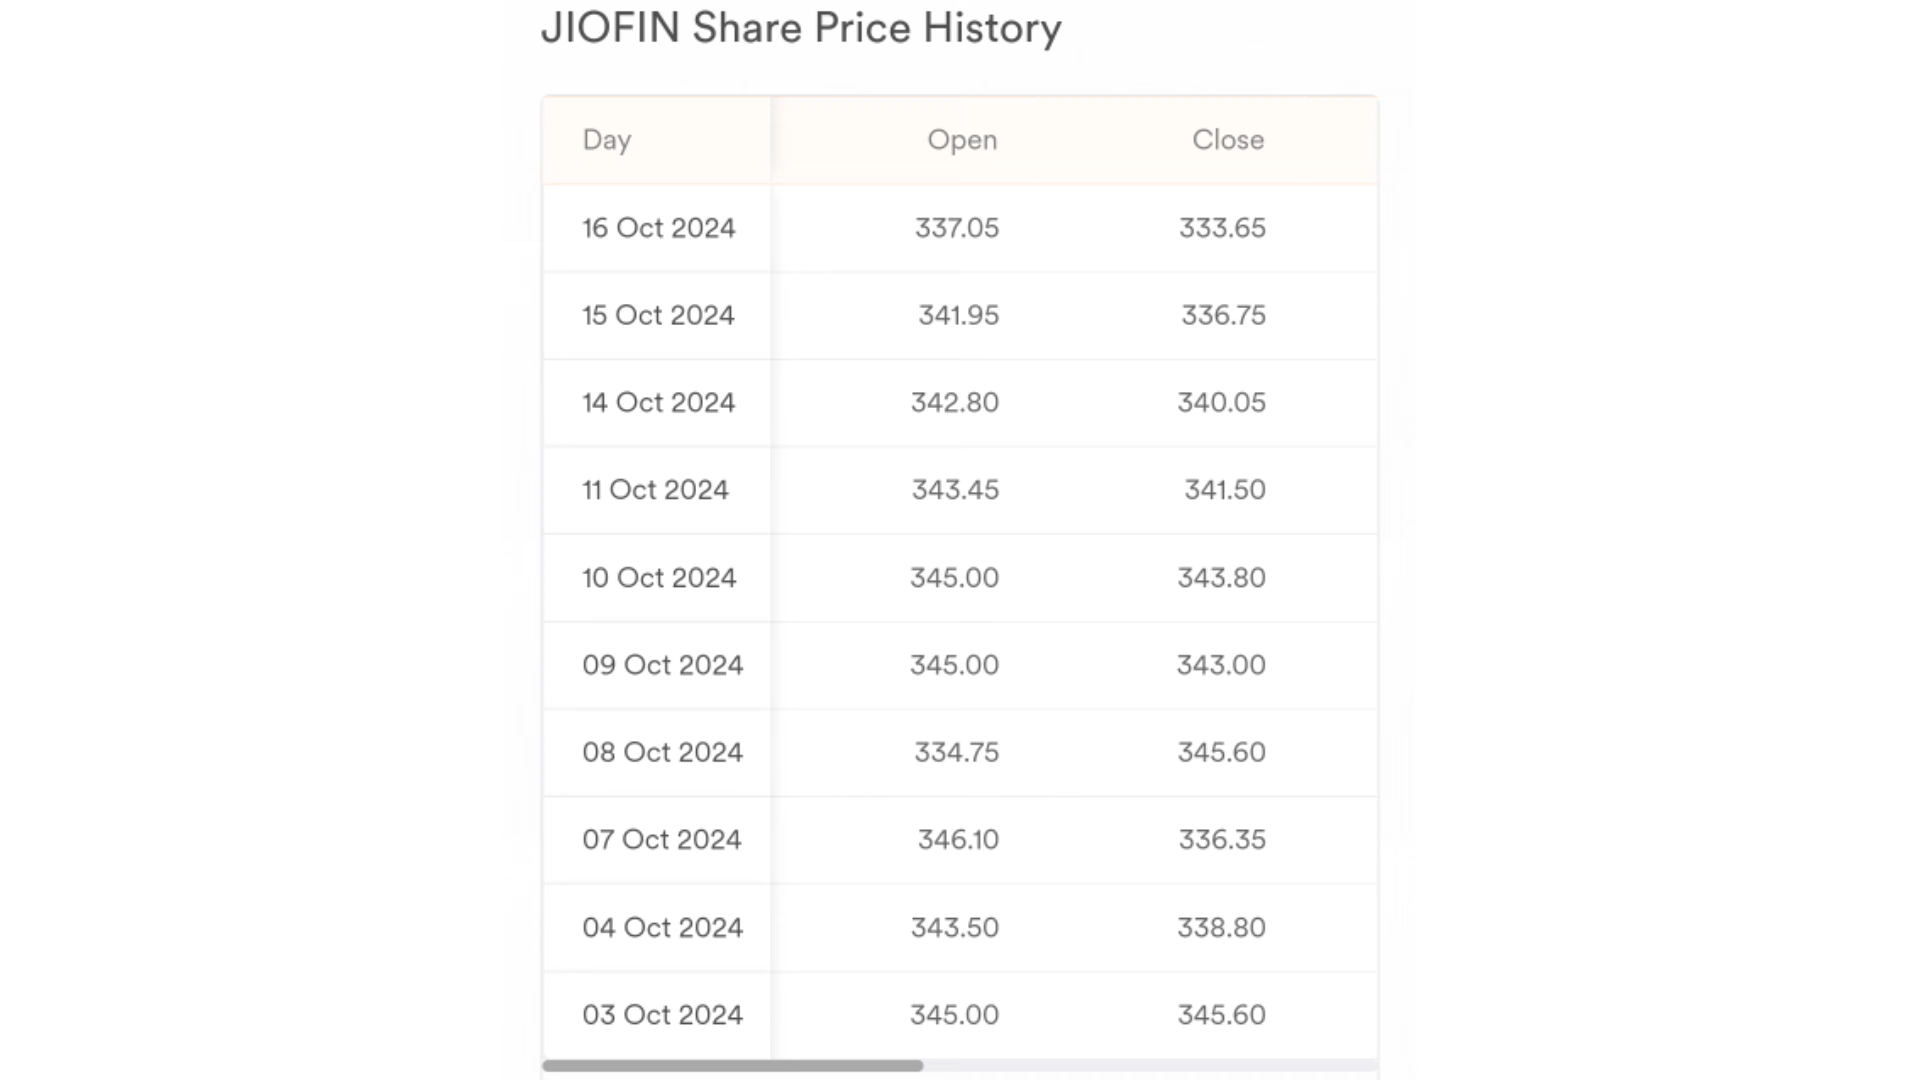 JIOFIN Share Price History
Day Open Close
16 Oct 2024 337.05 333.65
15 Oct 2024 341.95 336.75
14 Oct 2024 342.80 340.05
11 Oct 2024 343.45 341.50
10 Oct 2024 345.00 343.80
09 Oct 2024 345.00 343.00
08 Oct 2024 334.75 345.60
07 Oct 2024 346.10 336.35
04 Oct 2024 343.50 338.80
03 Oct 2024 345.00 345.60